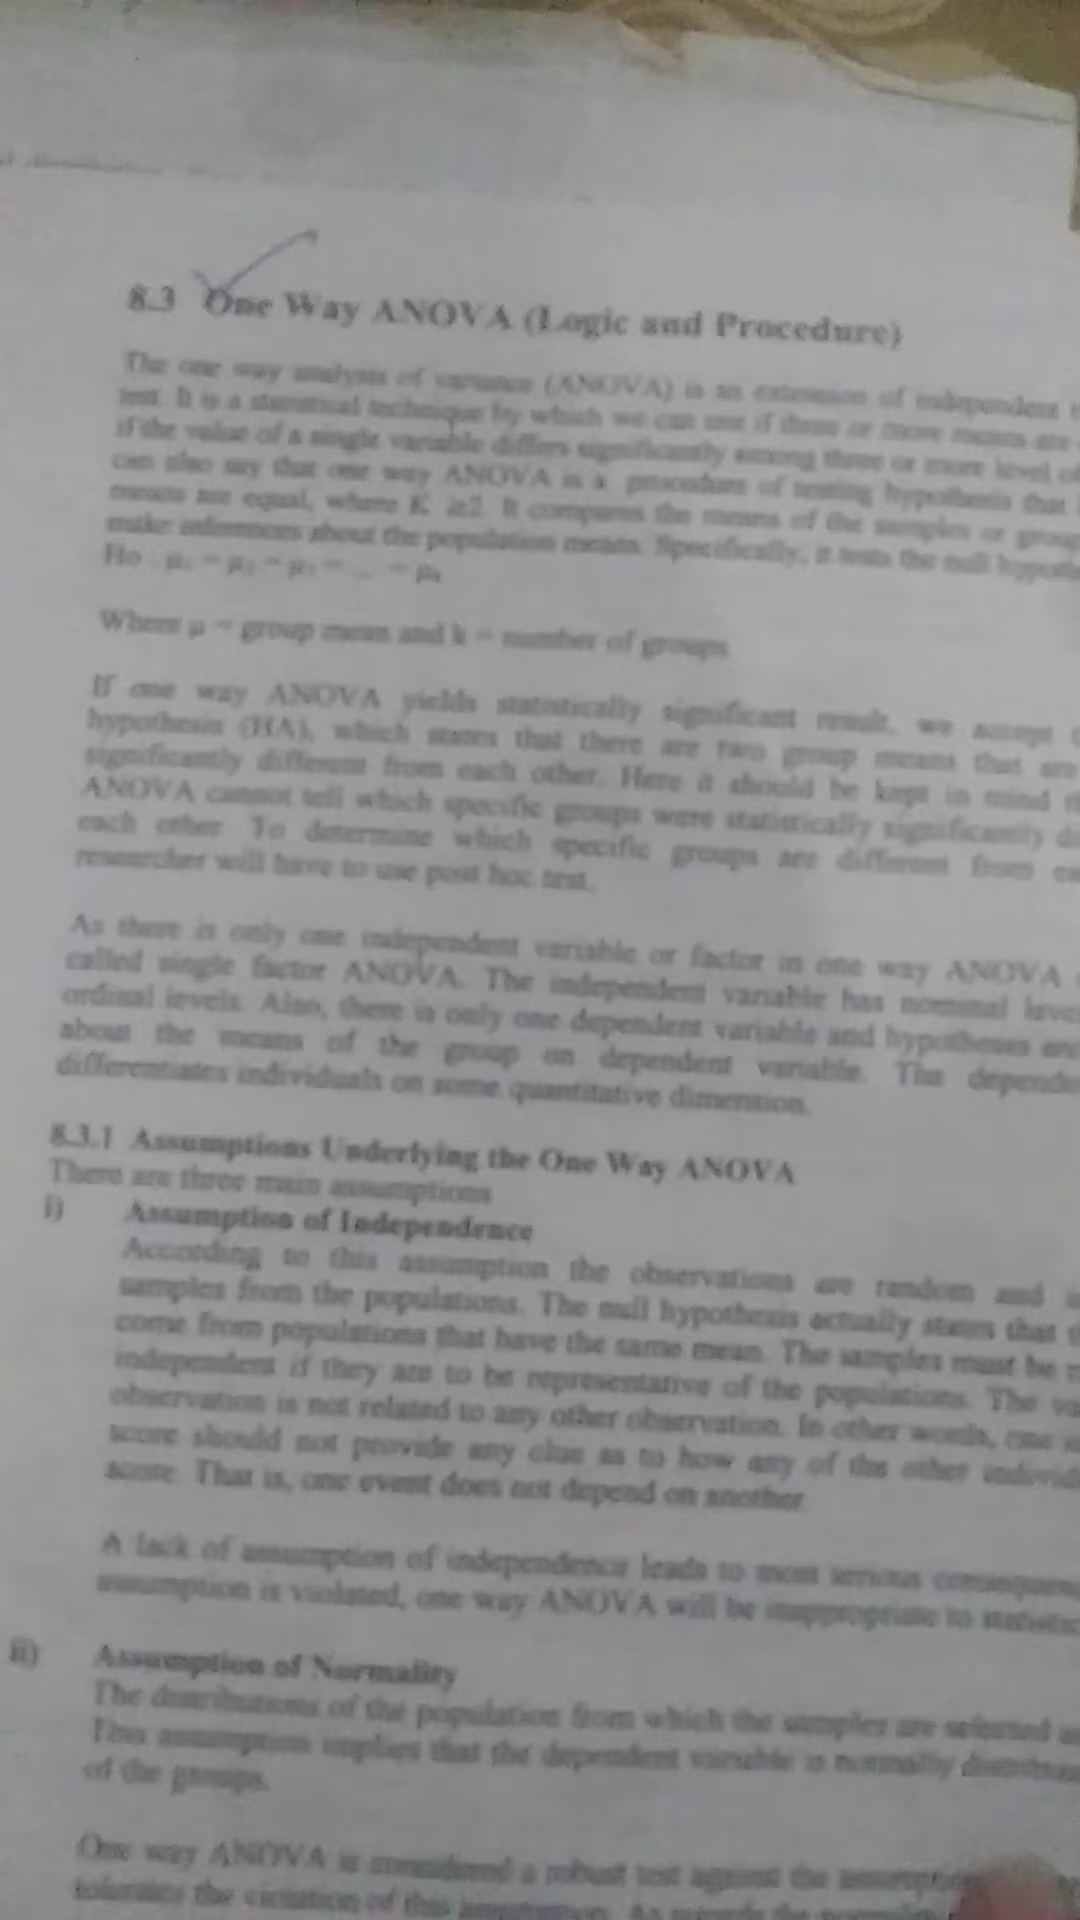 8.3 One Way ANOVA (Logic and Procedure)
The one way analysis of variance (ANOVA) is an extension of independent
test. It is a statistical technique by which we can test if three or more means are
if the value of a single variable differs significantly among three or more level of
can also say that one way ANOVA is a procedure of testing hypothesis that
means are equal, where K ≥2. It compares the means of the samples or
make inferences about the population means. Specifically, it tests the null
Ho
Where μ = group mean and k = number of groups
If one way ANOVA yields statistically significant result, we accept
hypothesis (HA), which states that there are two group means that are
significantly different from each other. Here it should be kept in mind
ANOVA cannot tell which specific groups were statistically significantly
each other. To determine which specific groups are different from
researcher will have to use post hoc test.
As there is only one independent variable or factor in one way ANOVA
called single factor ANOVA. The independent variable has nominal
ordinal levels. Also, there is only one dependent variable and hypotheses are
about the means of the group on dependent variable. The
differentiates individuals on some quantitative dimension.
8.3.1 Assumptions Underlying the One Way ANOVA
There are three main assumptions
i) Assumption of Independence
According to this assumption the observations are random and
samples from the populations. The null hypothesis actually states that
come from populations that have the same mean. The samples must be
independent if they are to be representative of the populations. The
observation is not related to any other observation. In other words, one
score should not provide any clue as to how any of the other
score. That is, one event does not depend on another.
A lack of assumption of independence leads to most serious
assumption is violated, one way ANOVA will be inappropriate to
ii) Assumption of Normality
The distributions of the population from which the samples are selected
This assumption implies that the dependent variable is normally
of the groups.
One way ANOVA is considered a robust test against the
tolerates the violation of this